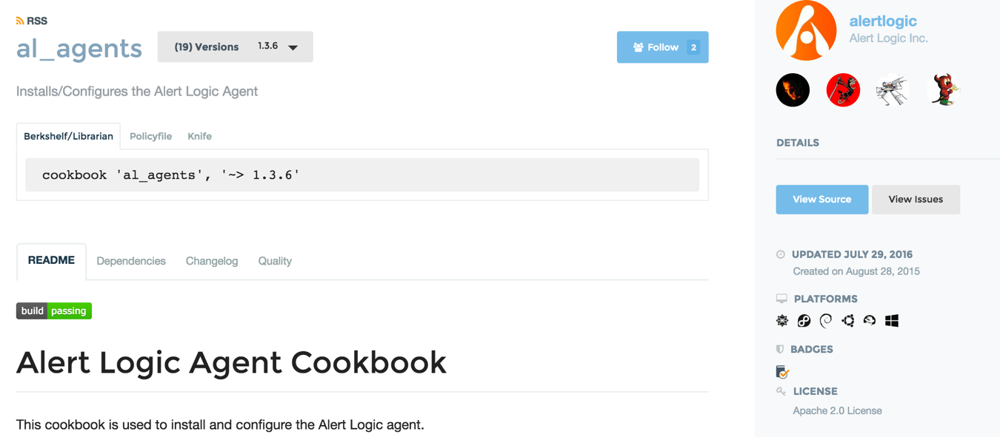 RSS
al_agents
(19) Versions 1.3.6
Follow 2
Installs/Configures the Alert Logic Agent
Berkshelf/Librarian Policyfile Knife
cookbook 'al_agents', '~> 1.3.6'
README Dependencies Changelog Quality
build passing
Alert Logic Agent Cookbook
This cookbook is used to install and configure the Alert Logic agent.
alertlogic
Alert Logic Inc.
DETAILS
View Source View Issues
UPDATED JULY 29, 2016
Created on August 28, 2015
PLATFORMS
BADGES
LICENSE
Apache 2.0 License